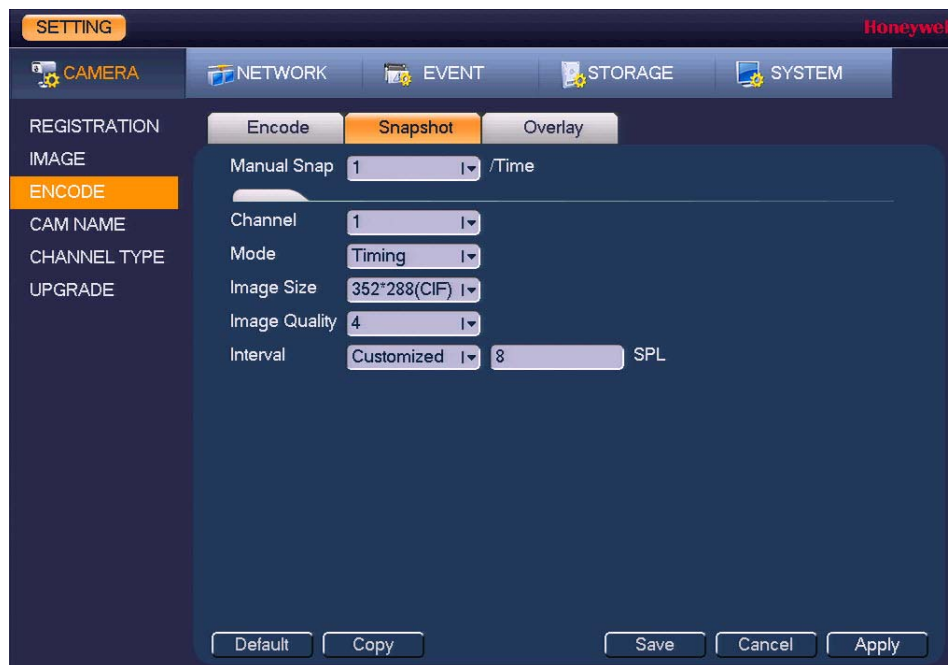 SETTING
Honeywell
CAMERA NETWORK EVENT STORAGE SYSTEM
REGISTRATION
IMAGE
ENCODE
CAM NAME
CHANNEL TYPE
UPGRADE
Encode Snapshot Overlay
Manual Snap 1 /Time
Channel 1
Mode Timing
Image Size 352*288(CIF)
Image Quality 4
Interval Customized 8 SPL
Default Copy Save Cancel Apply